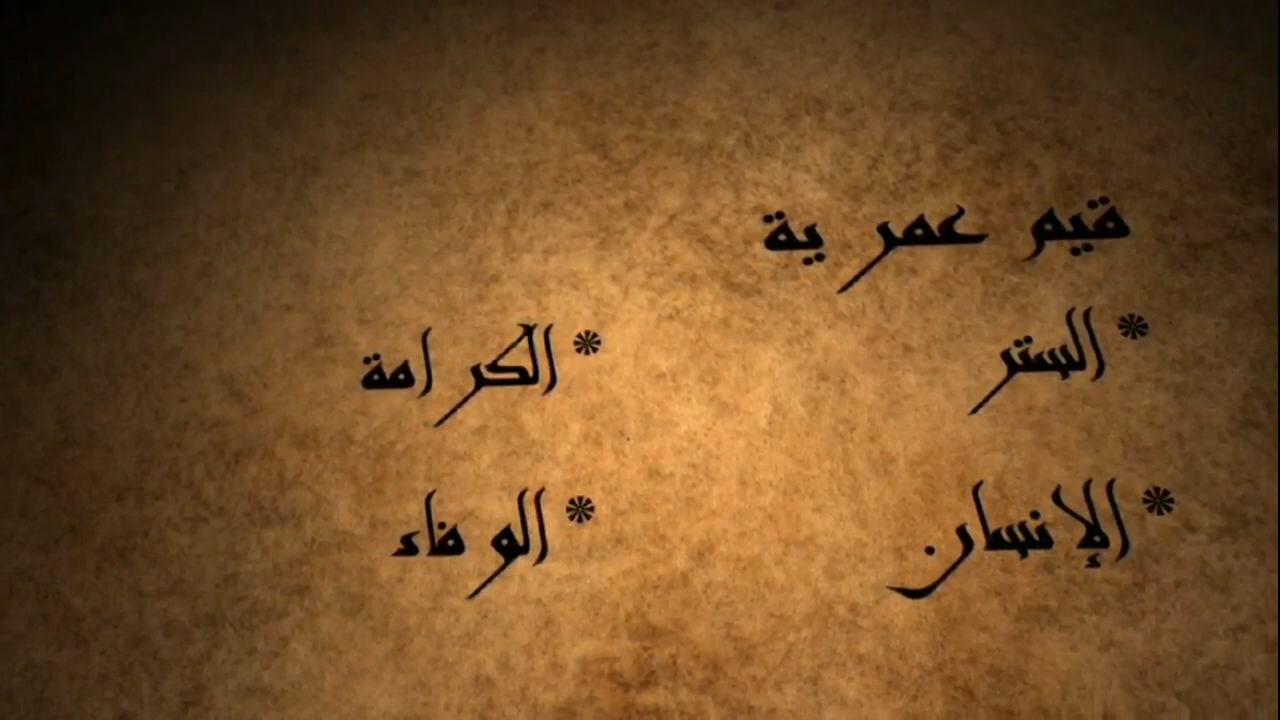 قيم عمرية
* الستر * الكرامة
* الإنسان * الوفاء